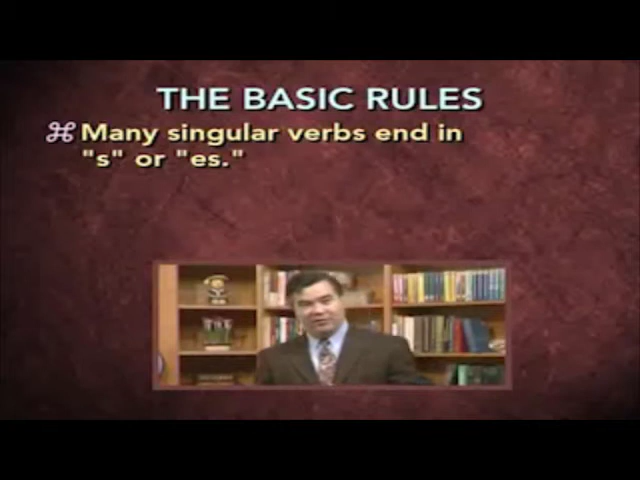 THE BASIC RULES
⌘ Many singular verbs end in
"s" or "es."